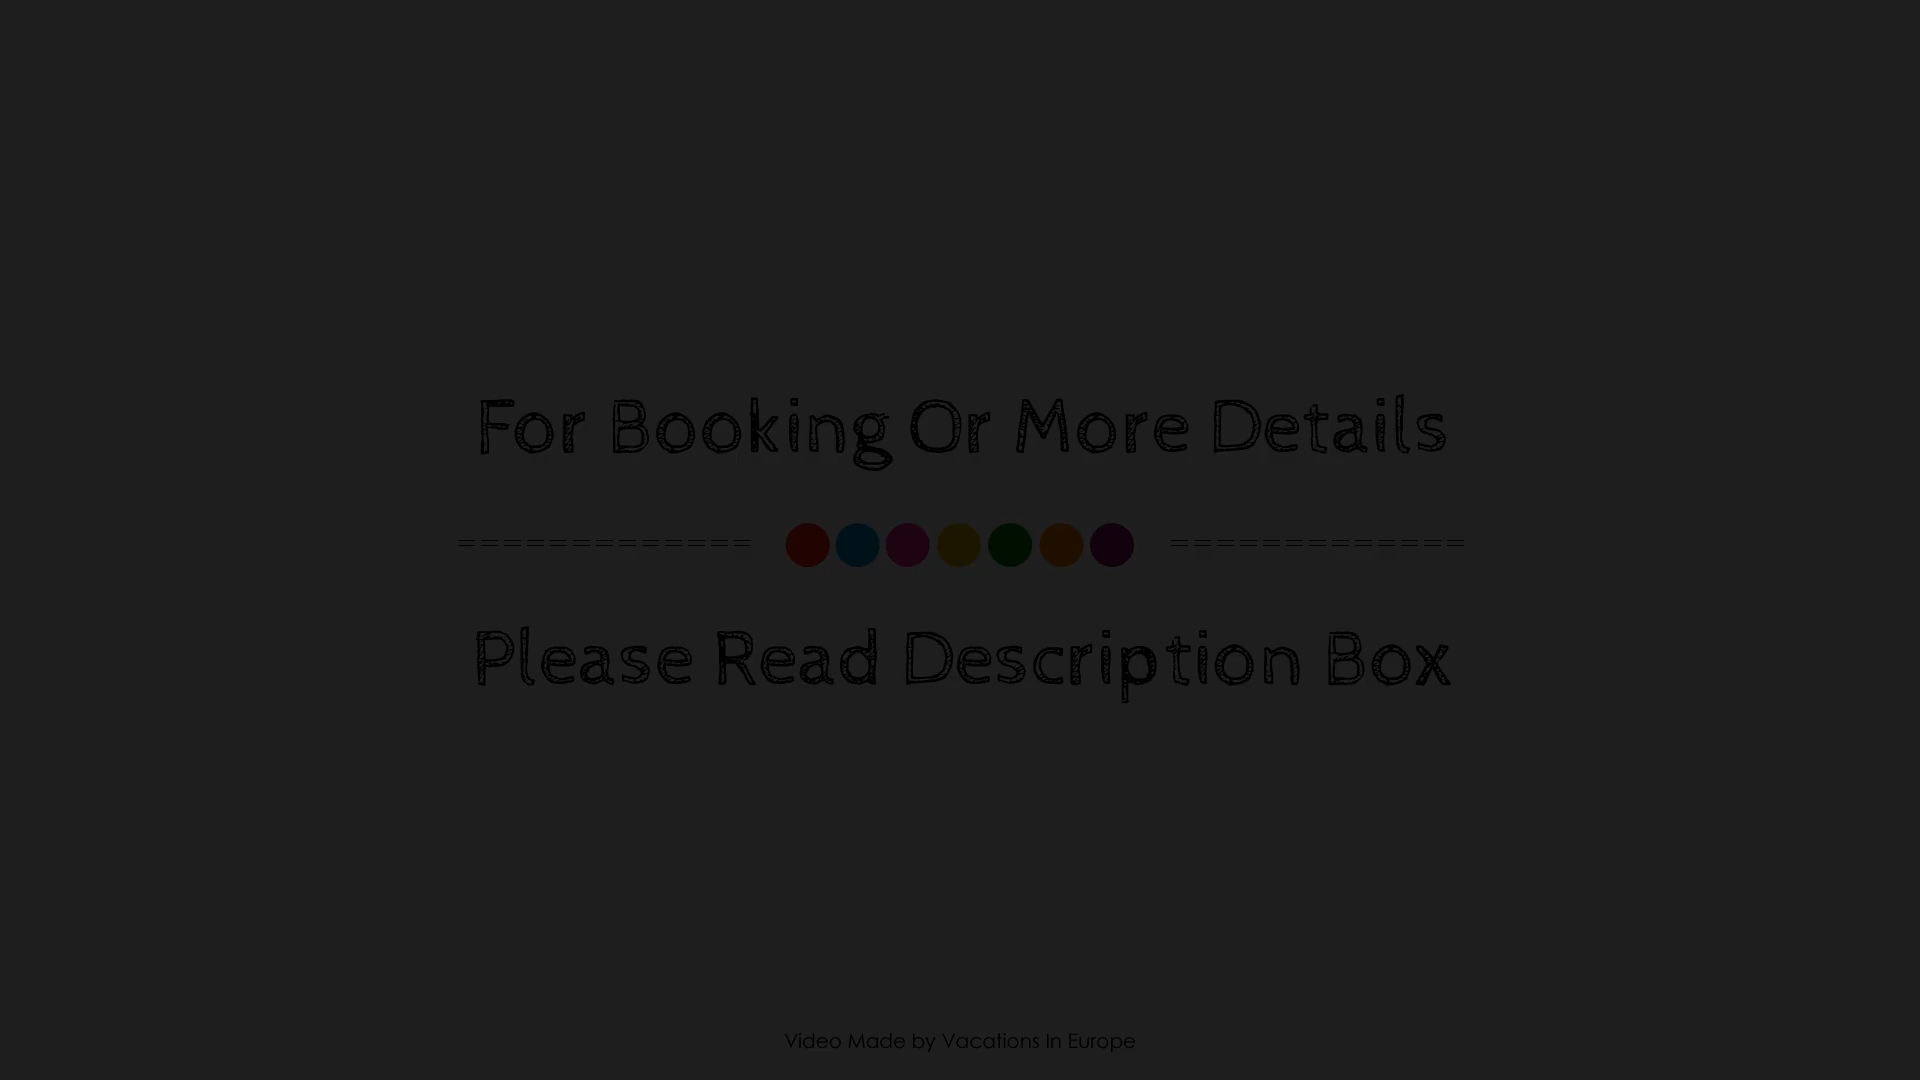 For Booking Or More Details
============= =============
Please Read Description Box
Video Made by Vacations In Europe